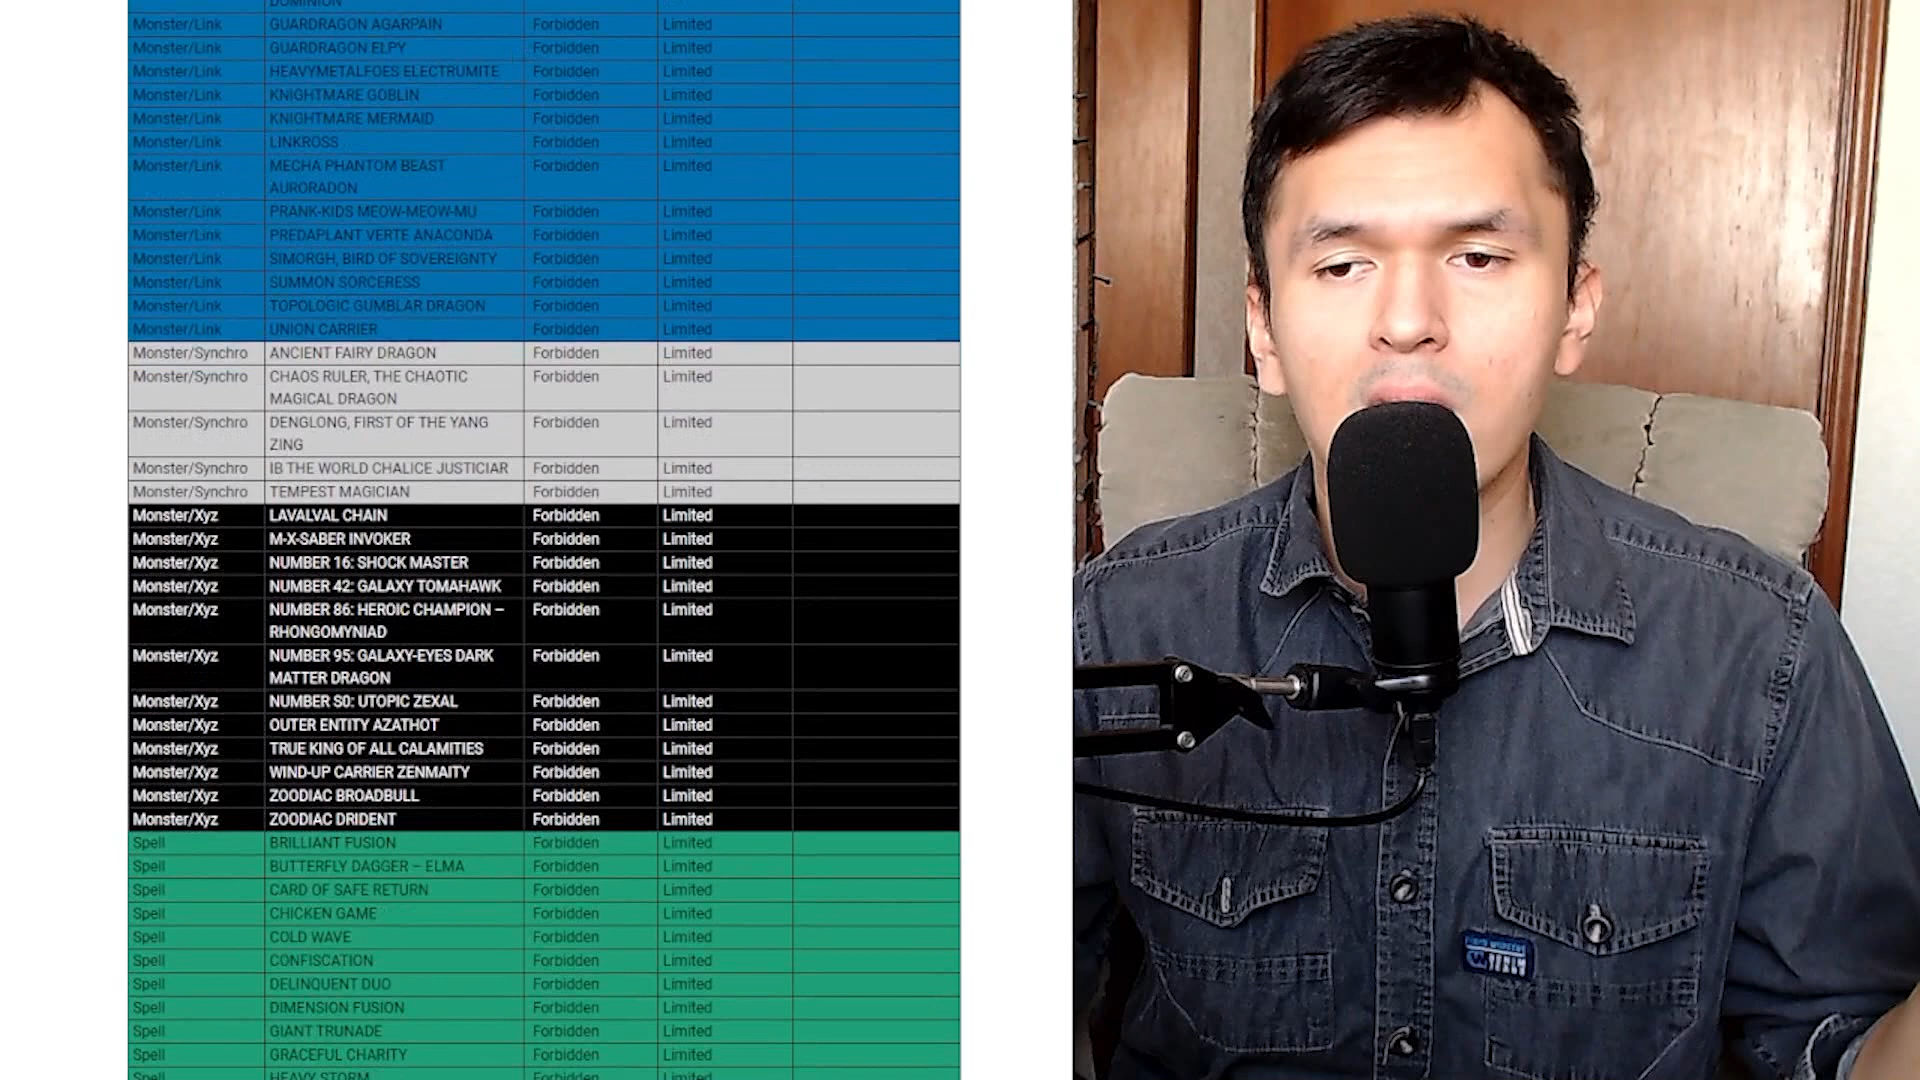 DOMINION
Monster/Link GUARDRAGON AGARPAIN Forbidden Limited
Monster/Link GUARDRAGON ELPY Forbidden Limited
Monster/Link HEAVYMETALFOES ELECTRUMITE Forbidden Limited
Monster/Link KNIGHTMARE GOBLIN Forbidden Limited
Monster/Link KNIGHTMARE MERMAID Forbidden Limited
Monster/Link LINKROSS Forbidden Limited
Monster/Link MECHA PHANTOM BEAST Forbidden Limited
AURORADON
Monster/Link PRANK-KIDS MEOW-MEOW-MU Forbidden Limited
Monster/Link PREDAPLANT VERTE ANACONDA Forbidden Limited
Monster/Link SIMORGH, BIRD OF SOVEREIGNTY Forbidden Limited
Monster/Link SUMMON SORCERESS Forbidden Limited
Monster/Link TOPOLOGIC GUMBLAR DRAGON Forbidden Limited
Monster/Link UNION CARRIER Forbidden Limited
Monster/Synchro ANCIENT FAIRY DRAGON Forbidden Limited
Monster/Synchro CHAOS RULER, THE CHAOTIC Forbidden Limited
MAGICAL DRAGON
Monster/Synchro DENGLONG, FIRST OF THE YANG Forbidden Limited
ZING
Monster/Synchro IB THE WORLD CHALICE JUSTICIAR Forbidden Limited
Monster/Synchro TEMPEST MAGICIAN Forbidden Limited
Monster/Xyz LAVALVAL CHAIN Forbidden Limited
Monster/Xyz M-X-SABER INVOKER Forbidden Limited
Monster/Xyz NUMBER 16: SHOCK MASTER Forbidden Limited
Monster/Xyz NUMBER 42: GALAXY TOMAHAWK Forbidden Limited
Monster/Xyz NUMBER 86: HEROIC CHAMPION – Forbidden Limited
RHONGOMYNIAD
Monster/Xyz NUMBER 95: GALAXY-EYES DARK Forbidden Limited
MATTER DRAGON
Monster/Xyz NUMBER S0: UTOPIC ZEXAL Forbidden Limited
Monster/Xyz OUTER ENTITY AZATHOT Forbidden Limited
Monster/Xyz TRUE KING OF ALL CALAMITIES Forbidden Limited
Monster/Xyz WIND-UP CARRIER ZENMAITY Forbidden Limited
Monster/Xyz ZOODIAC BROADBULL Forbidden Limited
Monster/Xyz ZOODIAC DRIDENT Forbidden Limited
Spell BRILLIANT FUSION Forbidden Limited
Spell BUTTERFLY DAGGER – ELMA Forbidden Limited
Spell CARD OF SAFE RETURN Forbidden Limited
Spell CHICKEN GAME Forbidden Limited
Spell COLD WAVE Forbidden Limited
Spell CONFISCATION Forbidden Limited
Spell DELINQUENT DUO Forbidden Limited
Spell DIMENSION FUSION Forbidden Limited
Spell GIANT TRUNADE Forbidden Limited
Spell GRACEFUL CHARITY Forbidden Limited
Spell HEAVY STORM Forbidden Limited